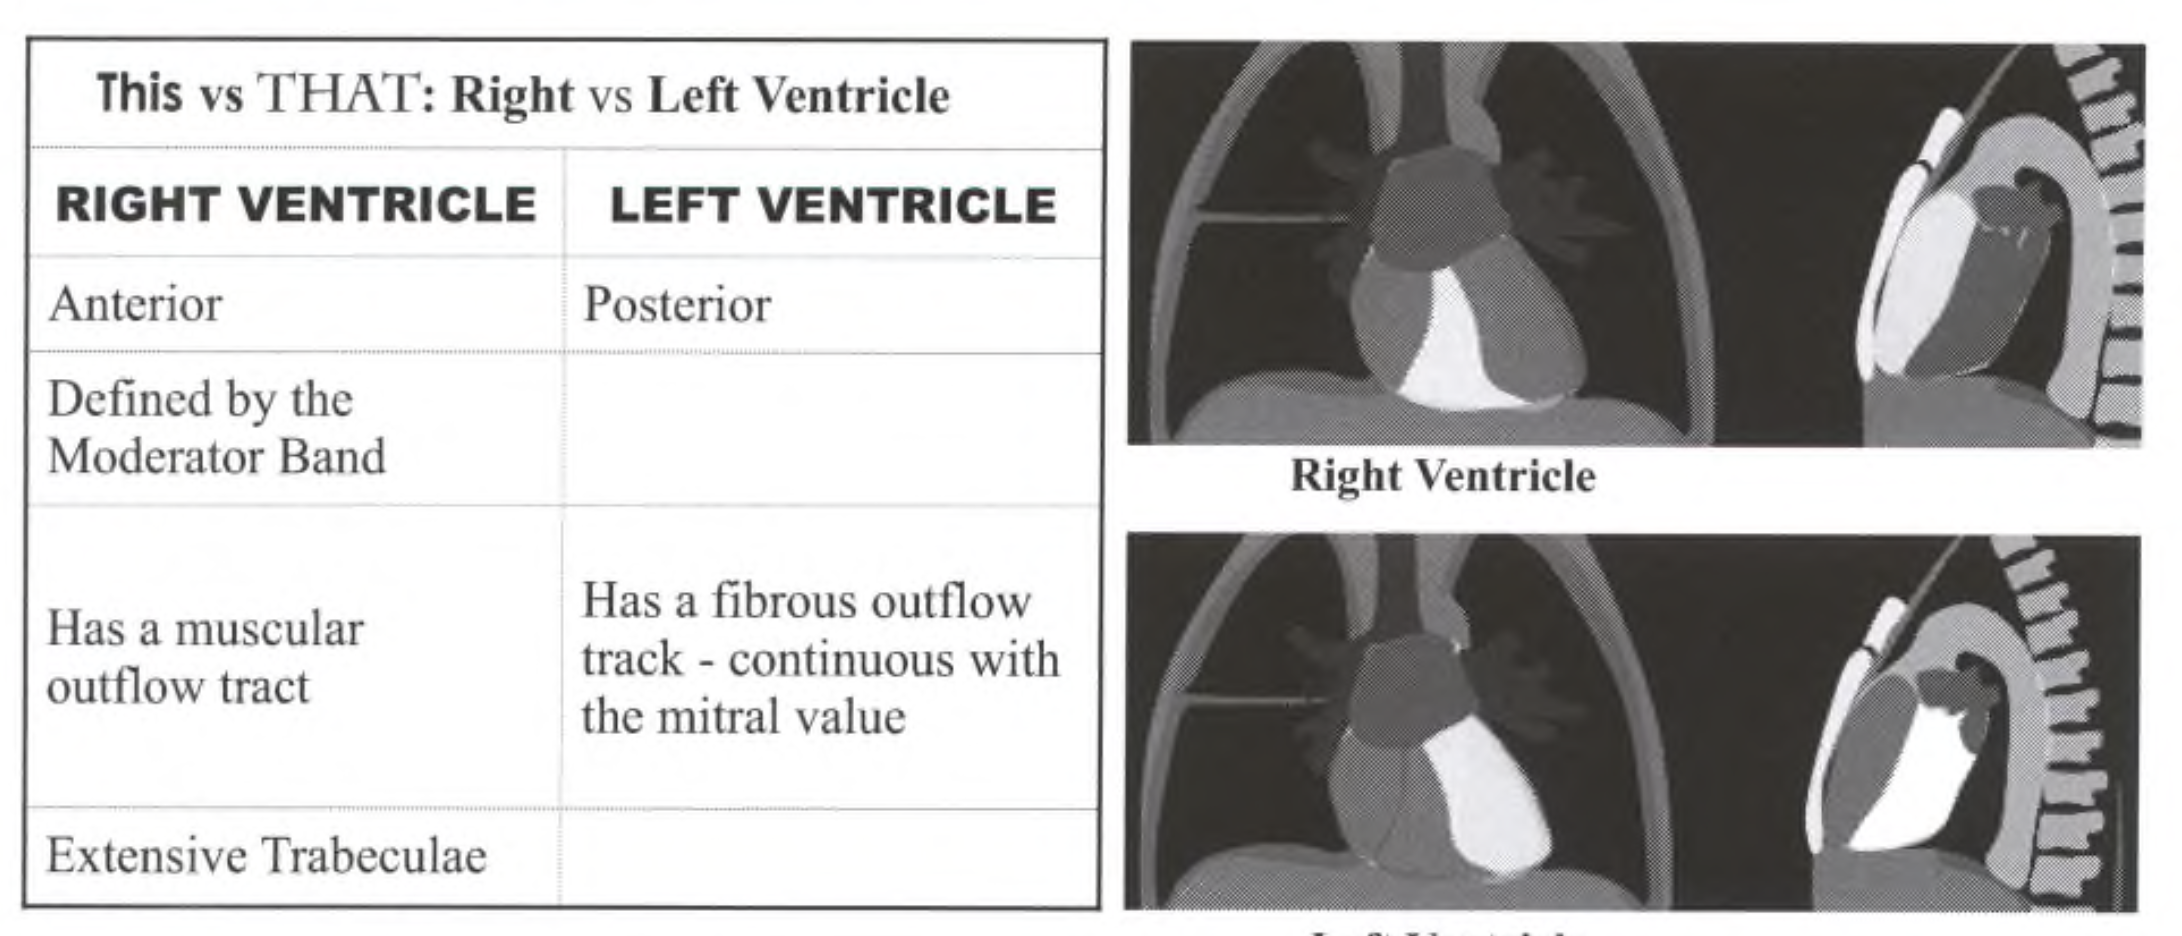 This vs THAT: Right vs Left Ventricle
RIGHT VENTRICLE
LEFT VENTRICLE
Anterior
Posterior
Defined by the
Moderator Band
Has a muscular
outflow tract
Has a fibrous outflow
track - continuous with
the mitral value
Extensive Trabeculae
Right Ventricle